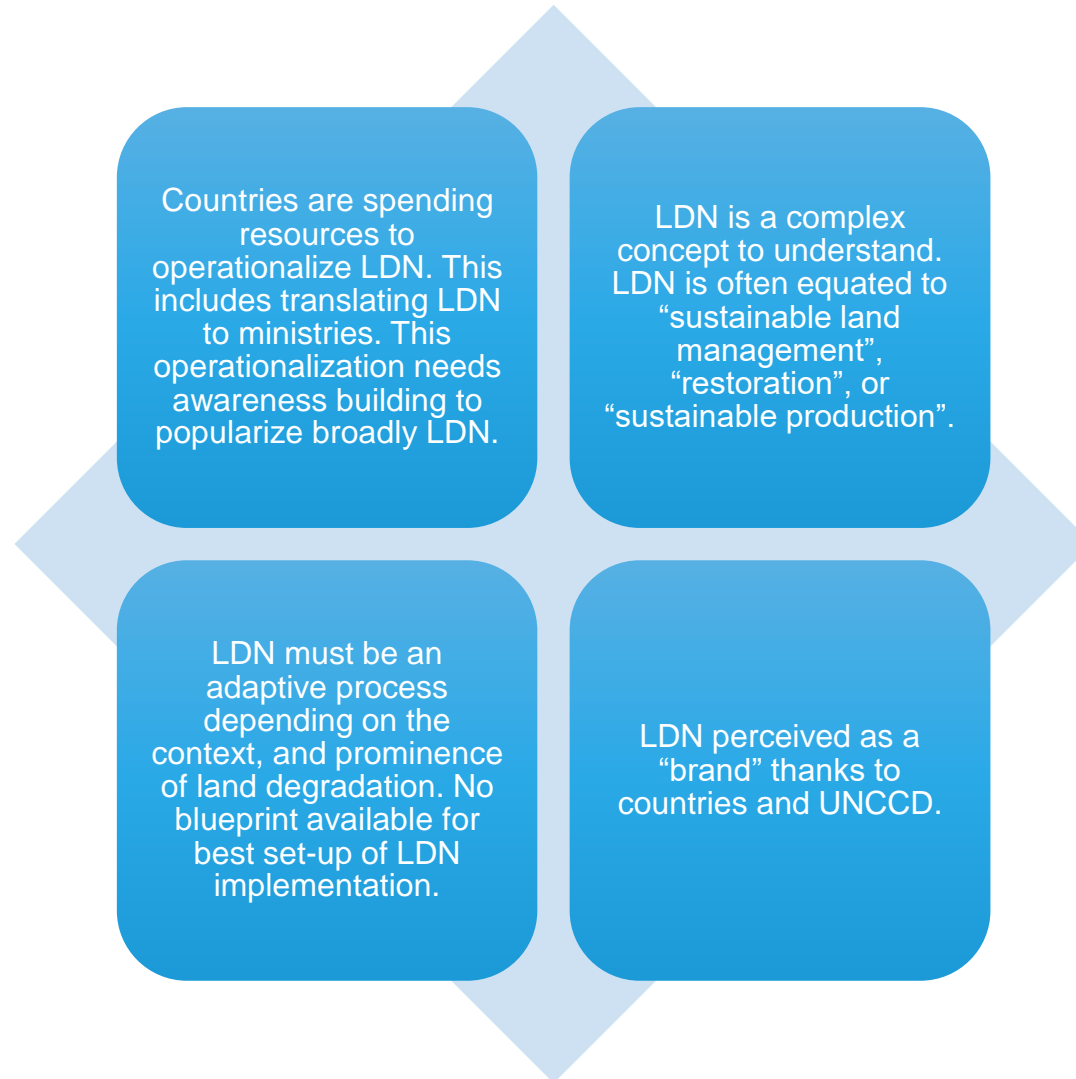 Countries are spending
resources to
operationalize LDN. This
includes translating LDN
to ministries. This
operationalization needs
awareness building to
popularize broadly LDN.
LDN is a complex
concept to understand.
LDN is often equated to
“sustainable land
management”,
“restoration”, or
“sustainable production”.
LDN must be an
adaptive process
depending on the
context, and prominence
of land degradation. No
blueprint available for
best set-up of LDN
implementation.
LDN perceived as a
“brand” thanks to
countries and UNCCD.